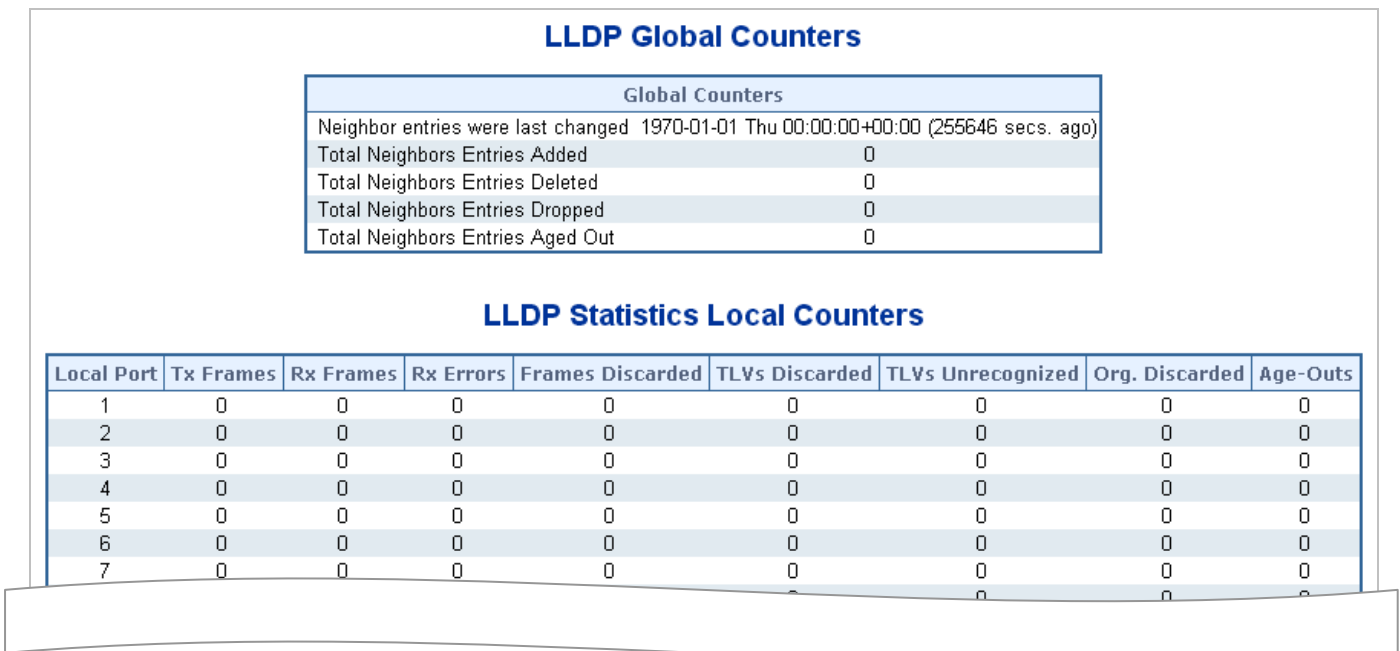 LLDP Global Counters
Global Counters
Neighbor entries were last changed 1970-01-01 Thu 00:00:00+00:00 (255646 secs. ago)
Total Neighbors Entries Added 0
Total Neighbors Entries Deleted 0
Total Neighbors Entries Dropped 0
Total Neighbors Entries Aged Out 0
LLDP Statistics Local Counters
Local Port Tx Frames Rx Frames Rx Errors Frames Discarded TLVs Discarded TLVs Unrecognized Org. Discarded Age-Outs
1 0 0 0 0 0 0 0 0
2 0 0 0 0 0 0 0 0
3 0 0 0 0 0 0 0 0
4 0 0 0 0 0 0 0 0
5 0 0 0 0 0 0 0 0
6 0 0 0 0 0 0 0 0
7 0 0 0 0 0 0 0 0